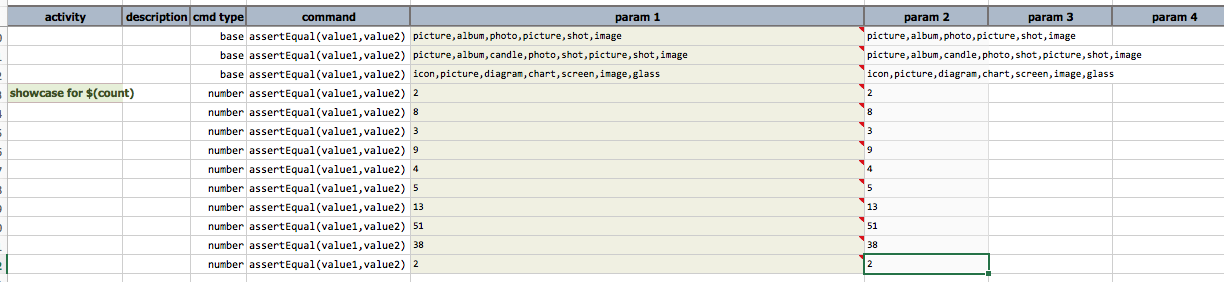 activity description cmd type command param 1 param 2 param 3 param 4
base assertEqual(value1,value2) picture,album,photo,picture,shot,image picture,album,photo,picture,shot,image
base assertEqual(value1,value2) picture,album,candle,photo,shot,picture,shot,image picture,album,candle,photo,shot,picture,shot,image
base assertEqual(value1,value2) icon,picture,diagram,chart,screen,image,glass icon,picture,diagram,chart,screen,image,glass
showcase for $(count) number assertEqual(value1,value2) 2 2
number assertEqual(value1,value2) 8 8
number assertEqual(value1,value2) 3 3
number assertEqual(value1,value2) 9 9
number assertEqual(value1,value2) 4 4
number assertEqual(value1,value2) 5 5
number assertEqual(value1,value2) 13 13
number assertEqual(value1,value2) 51 51
number assertEqual(value1,value2) 38 38
number assertEqual(value1,value2) 2 2